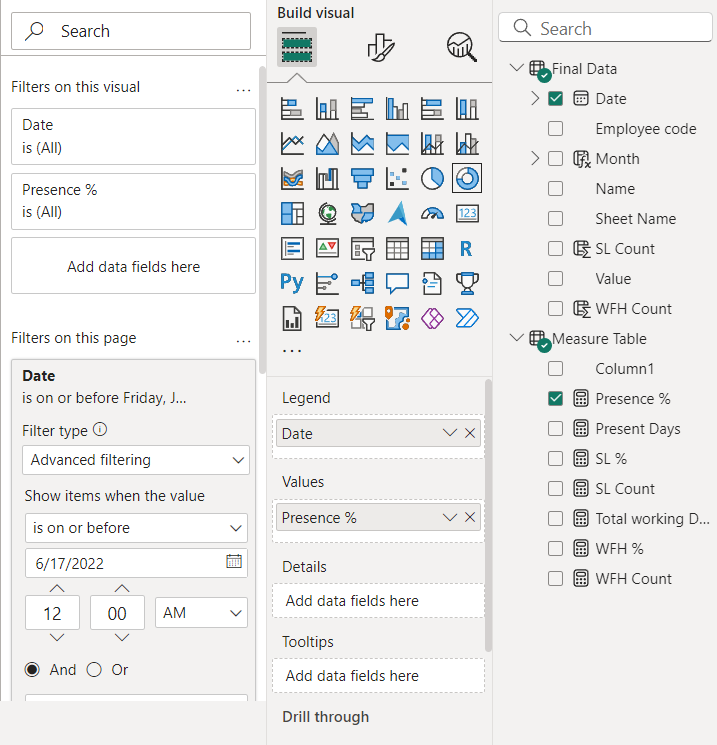 Search
Filters on this visual
...
Date
is (All)
Presence %
is (All)
Add data fields here
Filters on this page
...
Date
is on or before Friday, J...
Filter type
Advanced filtering
Show items when the value
is on or before
6/17/2022
12
00
AM
And
Or
Build visual
123
R
Py
123
...
Legend
Date
Values
Presence %
Details
Add data fields here
Tooltips
Add data fields here
Drill through
Search
Final Data
Date
Employee code
Month
Name
Sheet Name
SL Count
Value
WFH Count
Measure Table
Column1
Presence %
Present Days
SL %
SL Count
Total working D...
WFH %
WFH Count